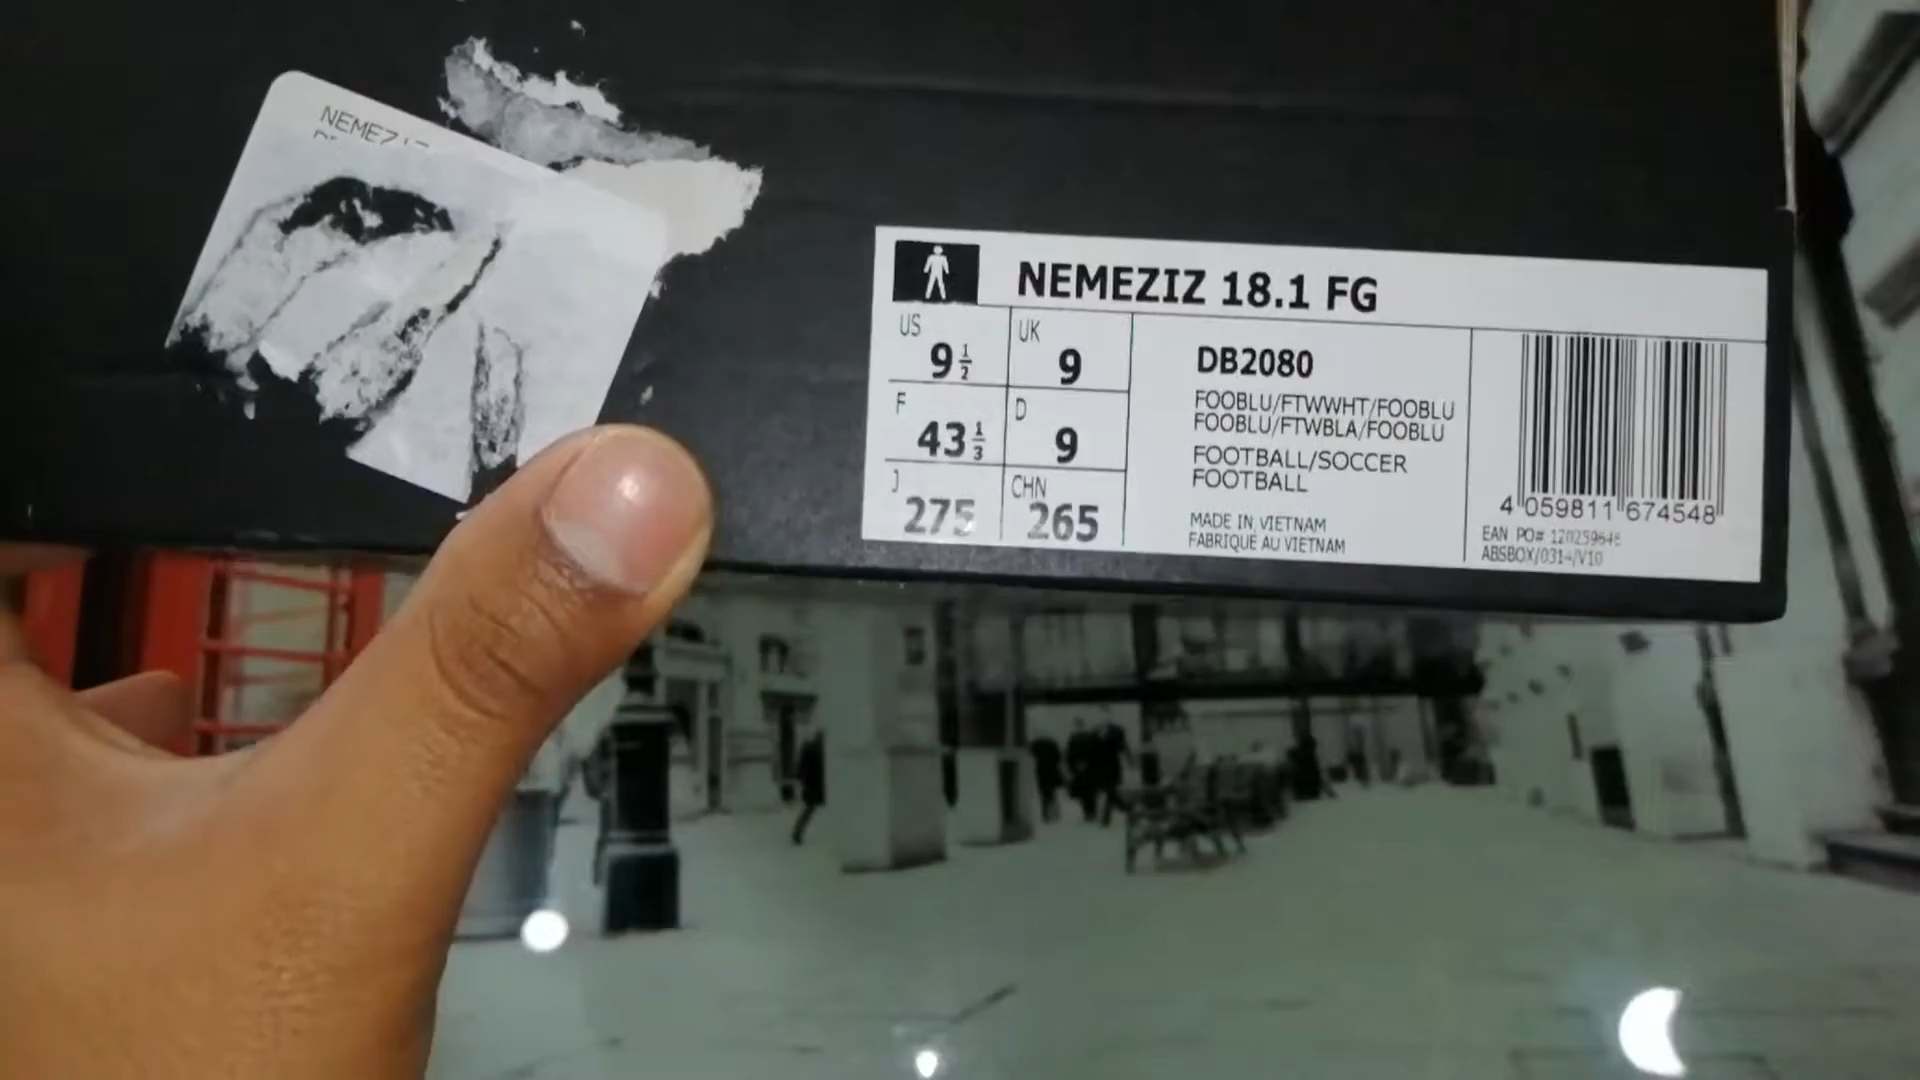 NEMEZIZ
NEMEZIZ 18.1 FG
US
9 1/2
UK
9
F
43 1/3
D
9
J
275
CHN
265
DB2080
FOOBLU/FTWWHT/FOOBLU
FOOBLU/FTWBLA/FOOBLU
FOOTBALL/SOCCER
FOOTBALL
MADE IN VIETNAM
FABRIQUE AU VIETNAM
4 059811 674548
EAN PO#
ABSBOX/0314/V10